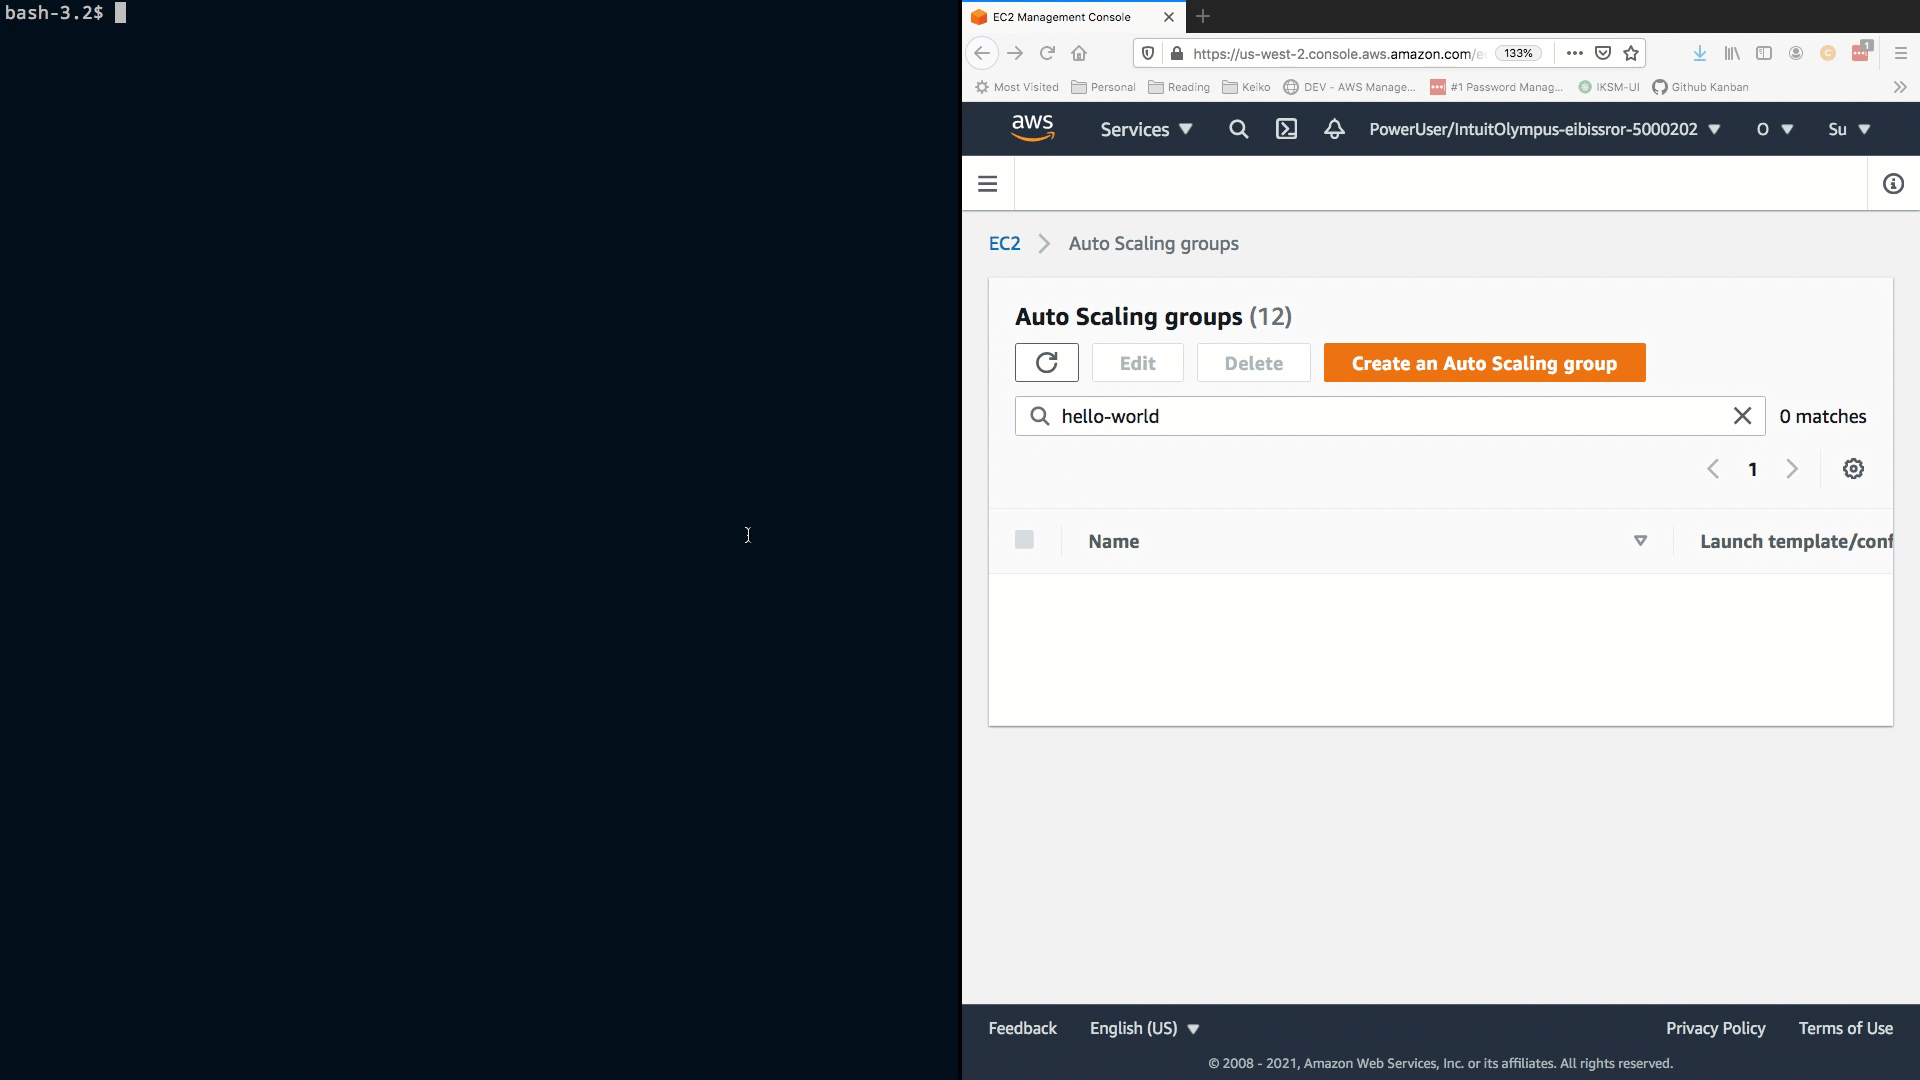 bash-3.2$
EC2 Management Console
https://us-west-2.console.aws.amazon.com/e
133%
1
Most Visited Personal Reading Keiko DEV - AWS Manage... #1 Password Manag... IKSM-UI Github Kanban
aws Services PowerUser/IntuitOlympus-eibissror-5000202 O Su
EC2 Auto Scaling groups
Auto Scaling groups (12)
Edit Delete Create an Auto Scaling group
hello-world 0 matches
1
Name Launch template/conf
Feedback English (US) Privacy Policy Terms of Use
© 2008 - 2021, Amazon Web Services, Inc. or its affiliates. All rights reserved.